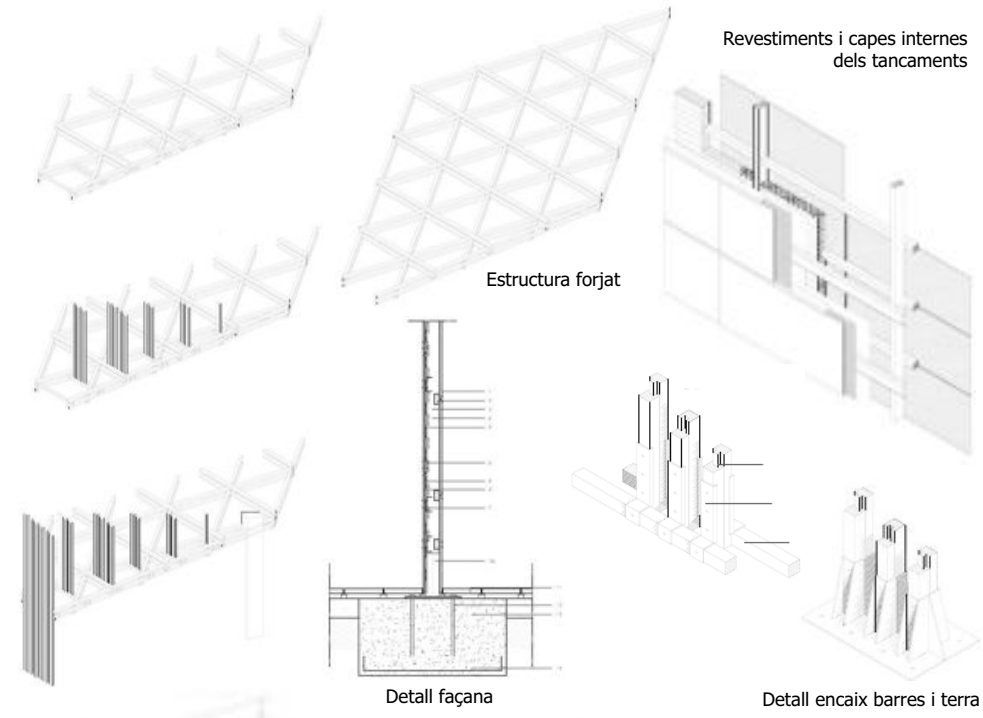 Revestiments i capes internes
dels tancaments
Estructura forjat
Detall façana
Detall encaix barres i terra